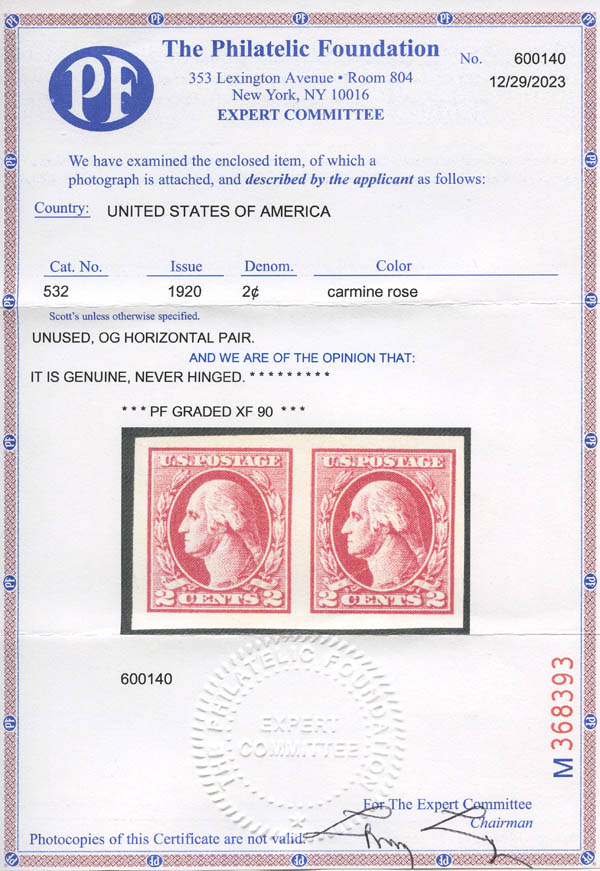 PF
The Philatelic Foundation
353 Lexington Avenue • Room 804
New York, NY 10016
EXPERT COMMITTEE
No. 600140
12/29/2023
We have examined the enclosed item, of which a
photograph is attached, and described by the applicant as follows:
Country: UNITED STATES OF AMERICA
Cat. No. Issue Denom. Color
532 1920 2¢ carmine rose
Scott's unless otherwise specified.
UNUSED, OG HORIZONTAL PAIR.
AND WE ARE OF THE OPINION THAT:
IT IS GENUINE, NEVER HINGED. * * * * * * * * *
* * * PF GRADED XF 90 * * *
U.S. POSTAGE U.S. POSTAGE
2 CENTS 2 2 CENTS 2
600140
THE PHILATELIC FOUNDATION
EXPERT
COMMITTEE
M 368393
For The Expert Committee
Chairman
Photocopies of this Certificate are not valid.